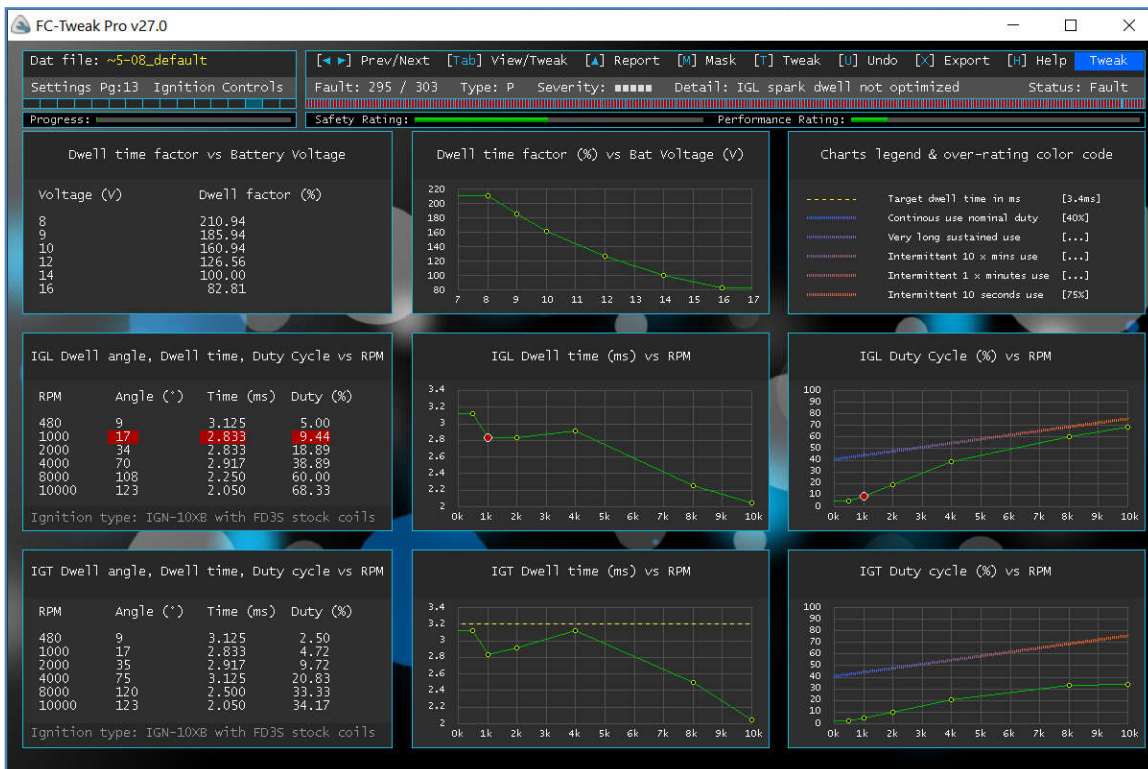 FC-Tweak Pro v27.0
Dat file: ~5-08_default
[◄ ►] Prev/Next [Tab] View/Tweak [▲] Report [M] Mask [T] Tweak [U] Undo [X] Export [H] Help Tweak
Settings Pg:13 Ignition Controls
Fault: 295 / 303 Type: P Severity: ■■■■■ Detail: IGL spark dwell not optimized Status: Fault
Progress:
Safety Rating: Performance Rating:
Dwell time factor vs Battery Voltage
Voltage (V) Dwell factor (%)
8 210.94
9 185.94
10 160.94
12 126.56
14 100.00
16 82.81
Dwell time factor (%) vs Bat Voltage (V)
220
200
180
160
140
120
100
80
7 8 9 10 11 12 13 14 15 16 17
Charts legend & over-rating color code
Target dwell time in ms [3.4ms]
Continous use nominal duty [40%]
Very long sustained use [...]
Intermittent 10 x mins use [...]
Intermittent 1 x minutes use [...]
Intermittent 10 seconds use [75%]
IGL Dwell angle, Dwell time, Duty Cycle vs RPM
RPM Angle (°) Time (ms) Duty (%)
480 9 3.125 5.00
1000 17 2.833 9.44
2000 34 2.833 18.89
4000 70 2.917 38.89
8000 108 2.250 60.00
10000 123 2.050 68.33
Ignition type: IGN-10XB with FD3S stock coils
IGL Dwell time (ms) vs RPM
3.4
3.2
3
2.8
2.6
2.4
2.2
2
0k 1k 2k 3k 4k 5k 6k 7k 8k 9k 10k
IGL Duty Cycle (%) vs RPM
100
90
80
70
60
50
40
30
20
10
0
0k 1k 2k 3k 4k 5k 6k 7k 8k 9k 10k
IGT Dwell angle, Dwell time, Duty cycle vs RPM
RPM Angle (°) Time (ms) Duty (%)
480 9 3.125 2.50
1000 17 2.833 4.72
2000 35 2.917 9.72
4000 75 3.125 20.83
8000 120 2.500 33.33
10000 123 2.050 34.17
Ignition type: IGN-10XB with FD3S stock coils
IGT Dwell time (ms) vs RPM
3.4
3.2
3
2.8
2.6
2.4
2.2
2
0k 1k 2k 3k 4k 5k 6k 7k 8k 9k 10k
IGT Duty cycle (%) vs RPM
100
90
80
70
60
50
40
30
20
10
0
0k 1k 2k 3k 4k 5k 6k 7k 8k 9k 10k